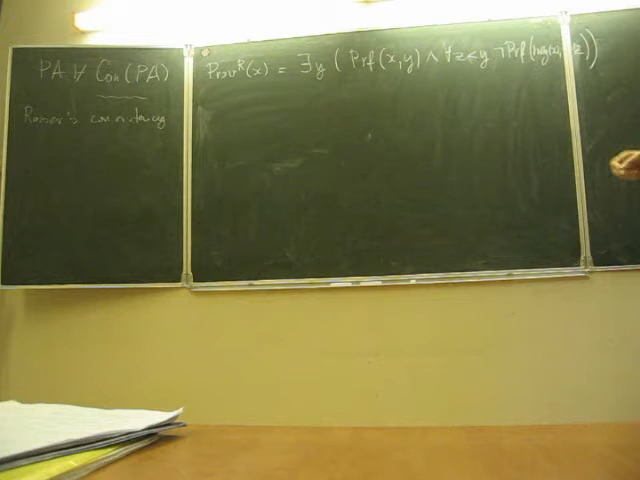 PA ⊬ Con(PA)
Rosser's consistency
Prov^R(x) = ∃y (Prf(x,y) ∧ ∀z≤y ¬Prf(neg(x), z))